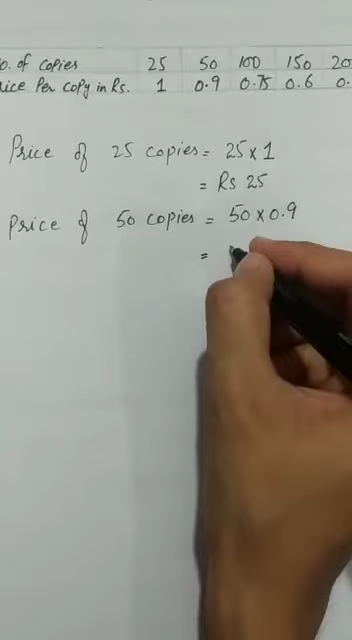 o. of copies 25 50 100 150 20
ice Per copy in Rs. 1 0.9 0.75 0.6 0.
Price of 25 copies = 25 × 1
= Rs 25
Price of 50 copies = 50 × 0.9
=